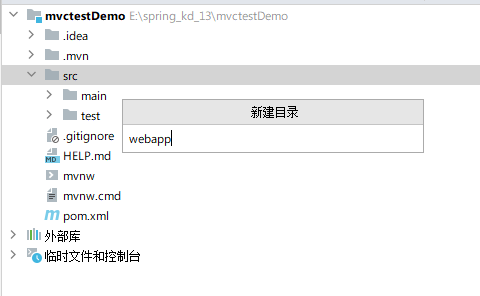 mvctestDemo E:\spring_kd_13\mvctestDemo
.idea
.mvn
src
main
test
新建目录
webapp
.gitignore
MD HELP.md
mvnw
mvnw.cmd
m pom.xml
外部库
临时文件和控制台